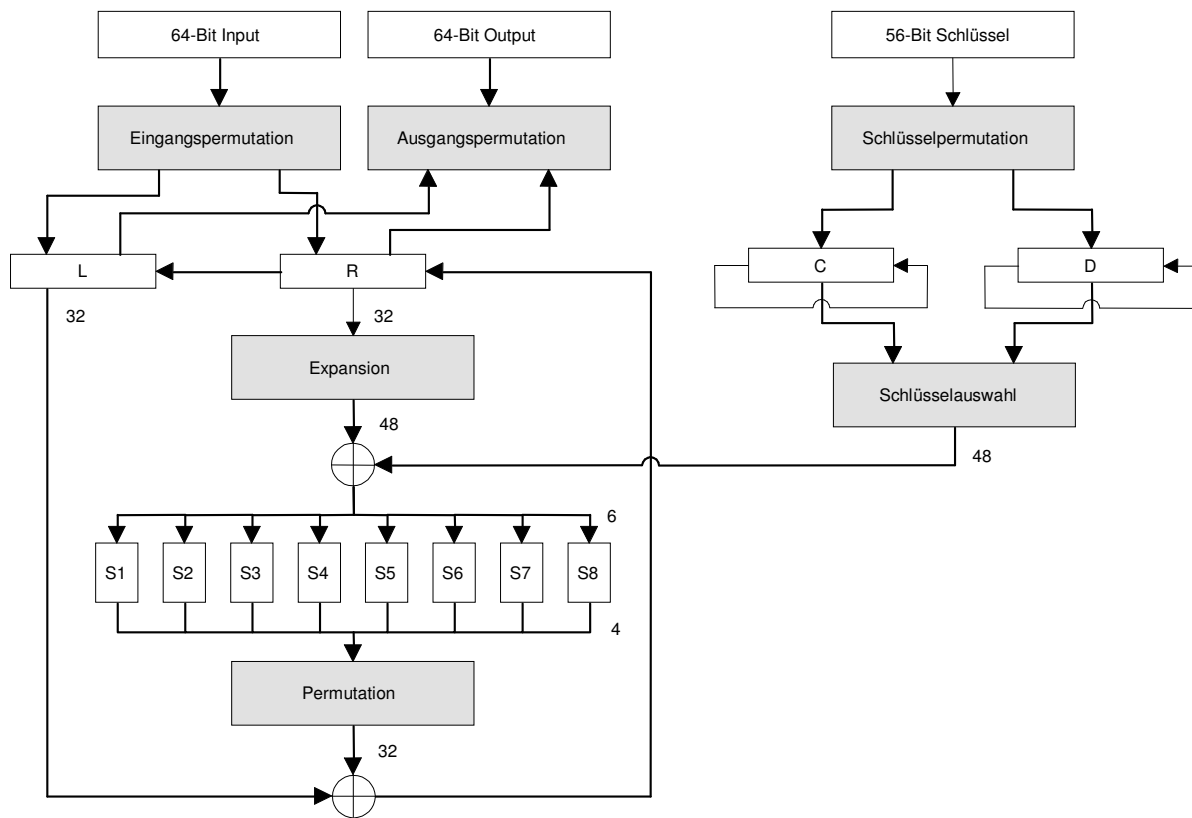 64-Bit Input
64-Bit Output
56-Bit Schlüssel
Eingangspermutation
Ausgangspermutation
Schlüsselpermutation
L
R
C
D
32
32
Expansion
Schlüsselauswahl
48
48
6
S1
S2
S3
S4
S5
S6
S7
S8
4
Permutation
32